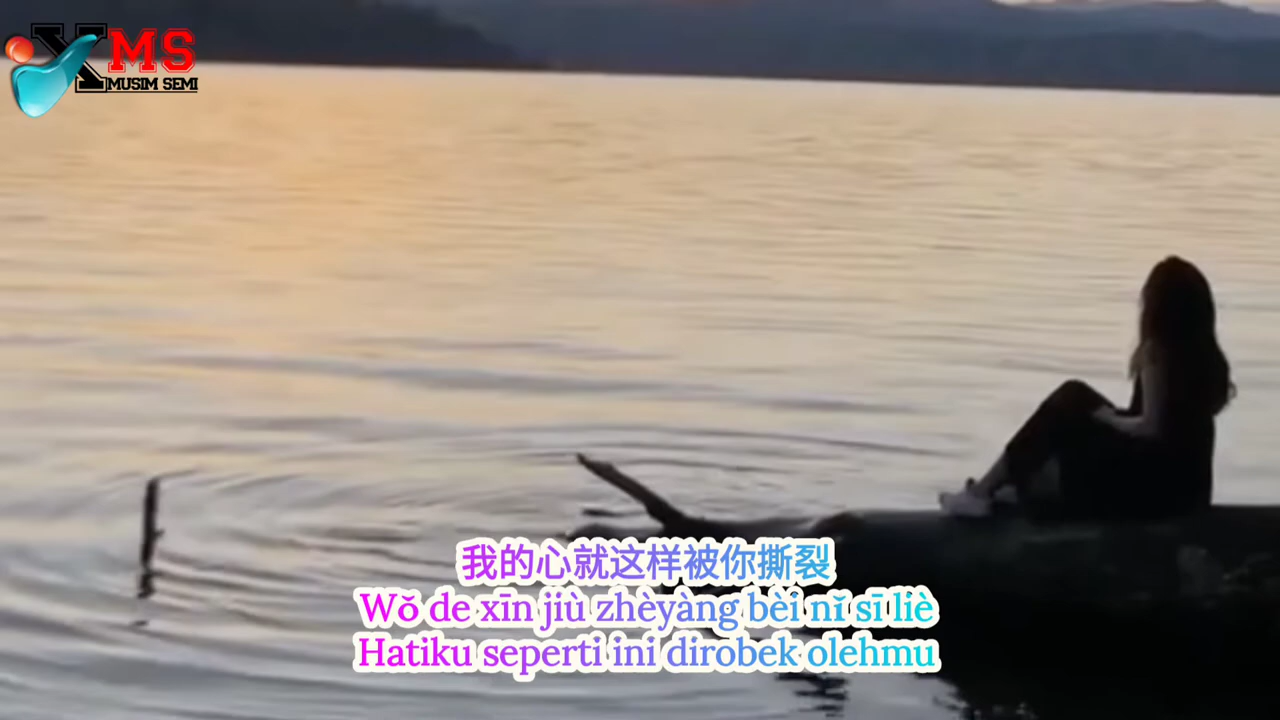 XMS
MUSIM SEMI
我的心就这样被你撕裂
Wǒ de xīn jiù zhèyàng bèi nǐ sī liè
Hatiku seperti ini dirobek olehmu